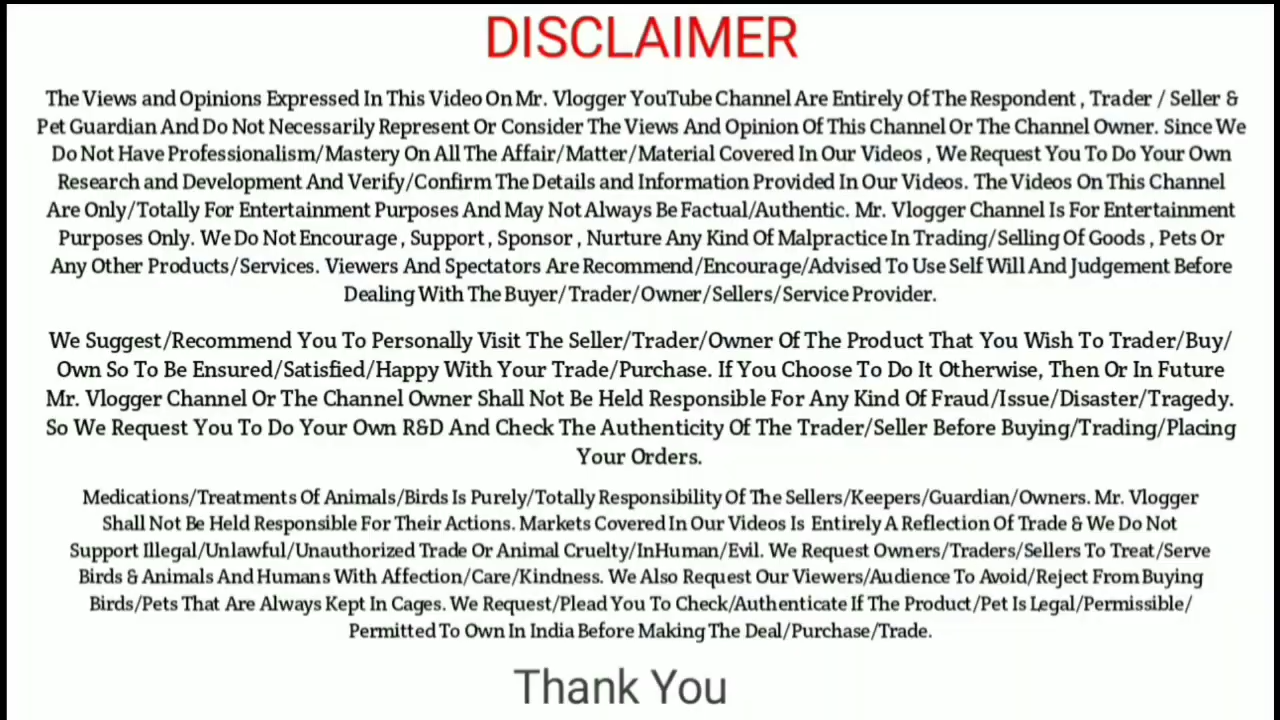 DISCLAIMER
The Views and Opinions Expressed In This Video On Mr. Vlogger YouTube Channel Are Entirely Of The Respondent , Trader / Seller &
Pet Guardian And Do Not Necessarily Represent Or Consider The Views And Opinion Of This Channel Or The Channel Owner. Since We
Do Not Have Professionalism/Mastery On All The Affair/Matter/Material Covered In Our Videos , We Request You To Do Your Own
Research and Development And Verify/Confirm The Details and Information Provided In Our Videos. The Videos On This Channel
Are Only/Totally For Entertainment Purposes And May Not Always Be Factual/Authentic. Mr. Vlogger Channel Is For Entertainment
Purposes Only. We Do Not Encourage , Support , Sponsor , Nurture Any Kind Of Malpractice In Trading/Selling Of Goods , Pets Or
Any Other Products/Services. Viewers And Spectators Are Recommend/Encourage/Advised To Use Self Will And Judgement Before
Dealing With The Buyer/Trader/Owner/Sellers/Service Provider.
We Suggest/Recommend You To Personally Visit The Seller/Trader/Owner Of The Product That You Wish To Trader/Buy/
Own So To Be Ensured/Satisfied/Happy With Your Trade/Purchase. If You Choose To Do It Otherwise, Then Or In Future
Mr. Vlogger Channel Or The Channel Owner Shall Not Be Held Responsible For Any Kind Of Fraud/Issue/Disaster/Tragedy.
So We Request You To Do Your Own R&D And Check The Authenticity Of The Trader/Seller Before Buying/Trading/Placing
Your Orders.
Medications/Treatments Of Animals/Birds Is Purely/Totally Responsibility Of The Sellers/Keepers/Guardian/Owners. Mr. Vlogger
Shall Not Be Held Responsible For Their Actions. Markets Covered In Our Videos Is Entirely A Reflection Of Trade & We Do Not
Support Illegal/Unlawful/Unauthorized Trade Or Animal Cruelty/InHuman/Evil. We Request Owners/Traders/Sellers To Treat/Serve
Birds & Animals And Humans With Affection/Care/Kindness. We Also Request Our Viewers/Audience To Avoid/Reject From Buying
Birds/Pets That Are Always Kept In Cages. We Request/Plead You To Check/Authenticate If The Product/Pet Is Legal/Permissible/
Permitted To Own In India Before Making The Deal/Purchase/Trade.
Thank You